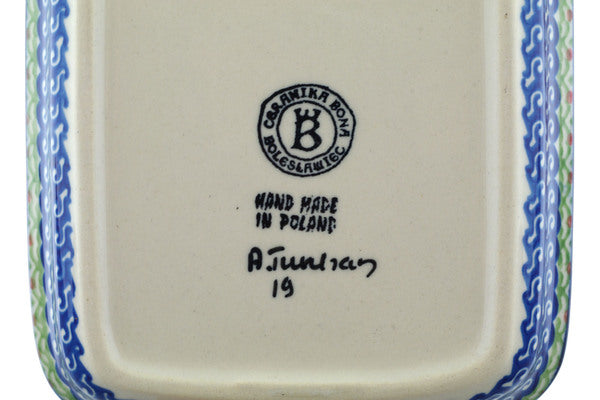 CERAMIKA BONA
B
BOLESŁAWIEC
HAND MADE
IN POLAND
19